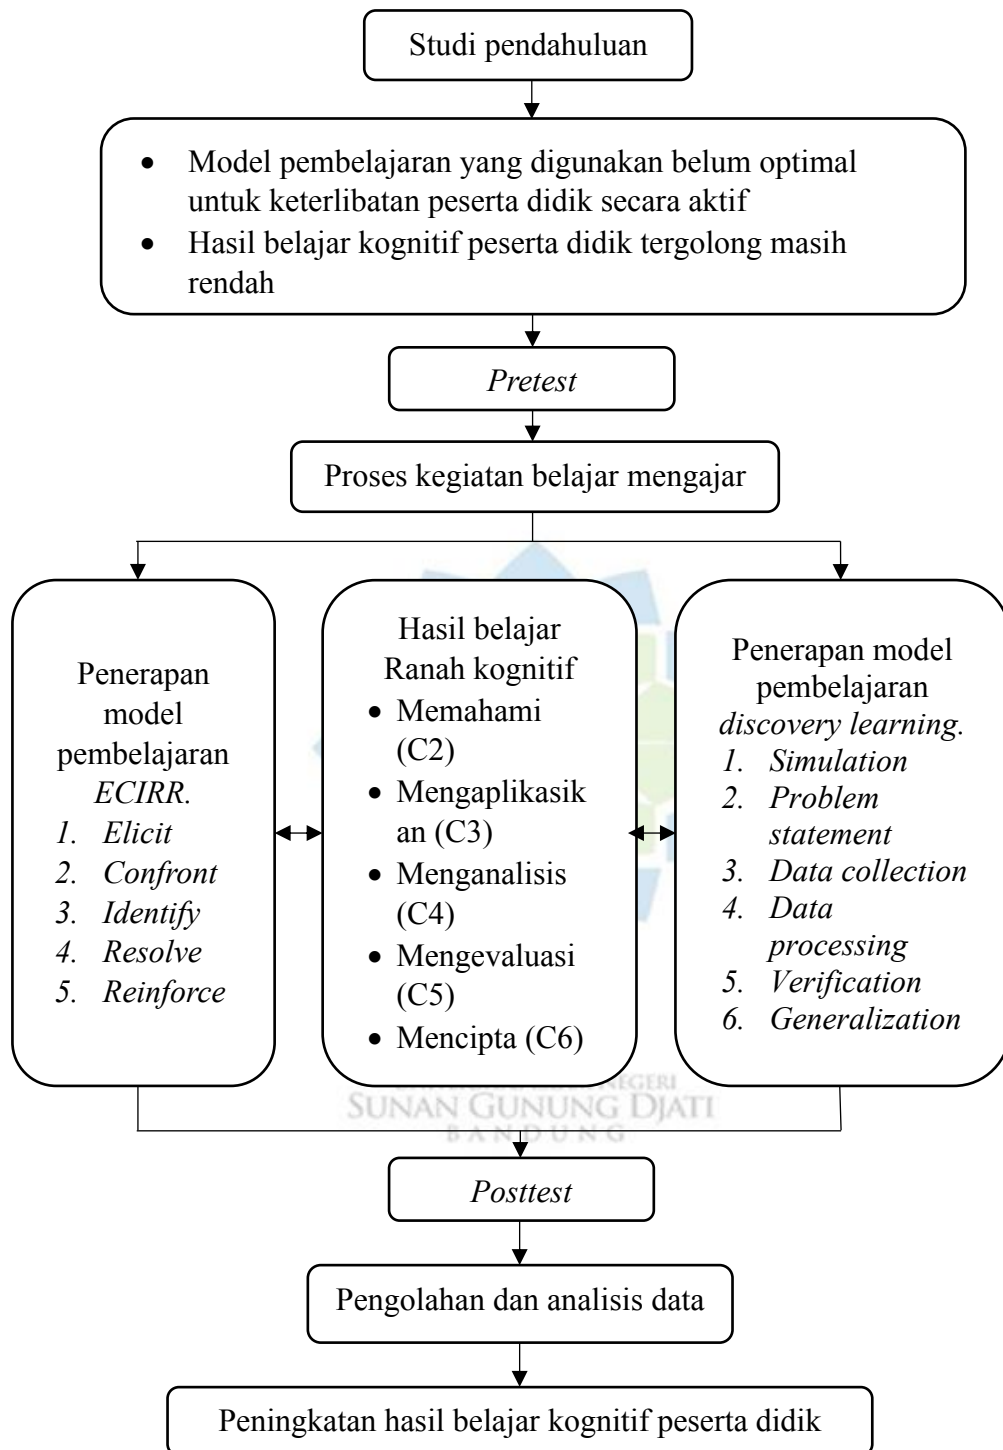 Studi pendahuluan
• Model pembelajaran yang digunakan belum optimal
untuk keterlibatan peserta didik secara aktif
• Hasil belajar kognitif peserta didik tergolong masih
rendah
Pretest
Proses kegiatan belajar mengajar
Penerapan
model
pembelajaran
ECIRR.
1. Elicit
2. Confront
3. Identify
4. Resolve
5. Reinforce
Hasil belajar
Ranah kognitif
• Memahami
(C2)
• Mengaplikasik
an (C3)
• Menganalisis
(C4)
• Mengevaluasi
(C5)
• Mencipta (C6)
Penerapan model
pembelajaran
discovery learning.
1. Simulation
2. Problem
statement
3. Data collection
4. Data
processing
5. Verification
6. Generalization
SUNAN GUNUNG DJATI
BANDUNG
Posttest
Pengolahan dan analisis data
Peningkatan hasil belajar kognitif peserta didik